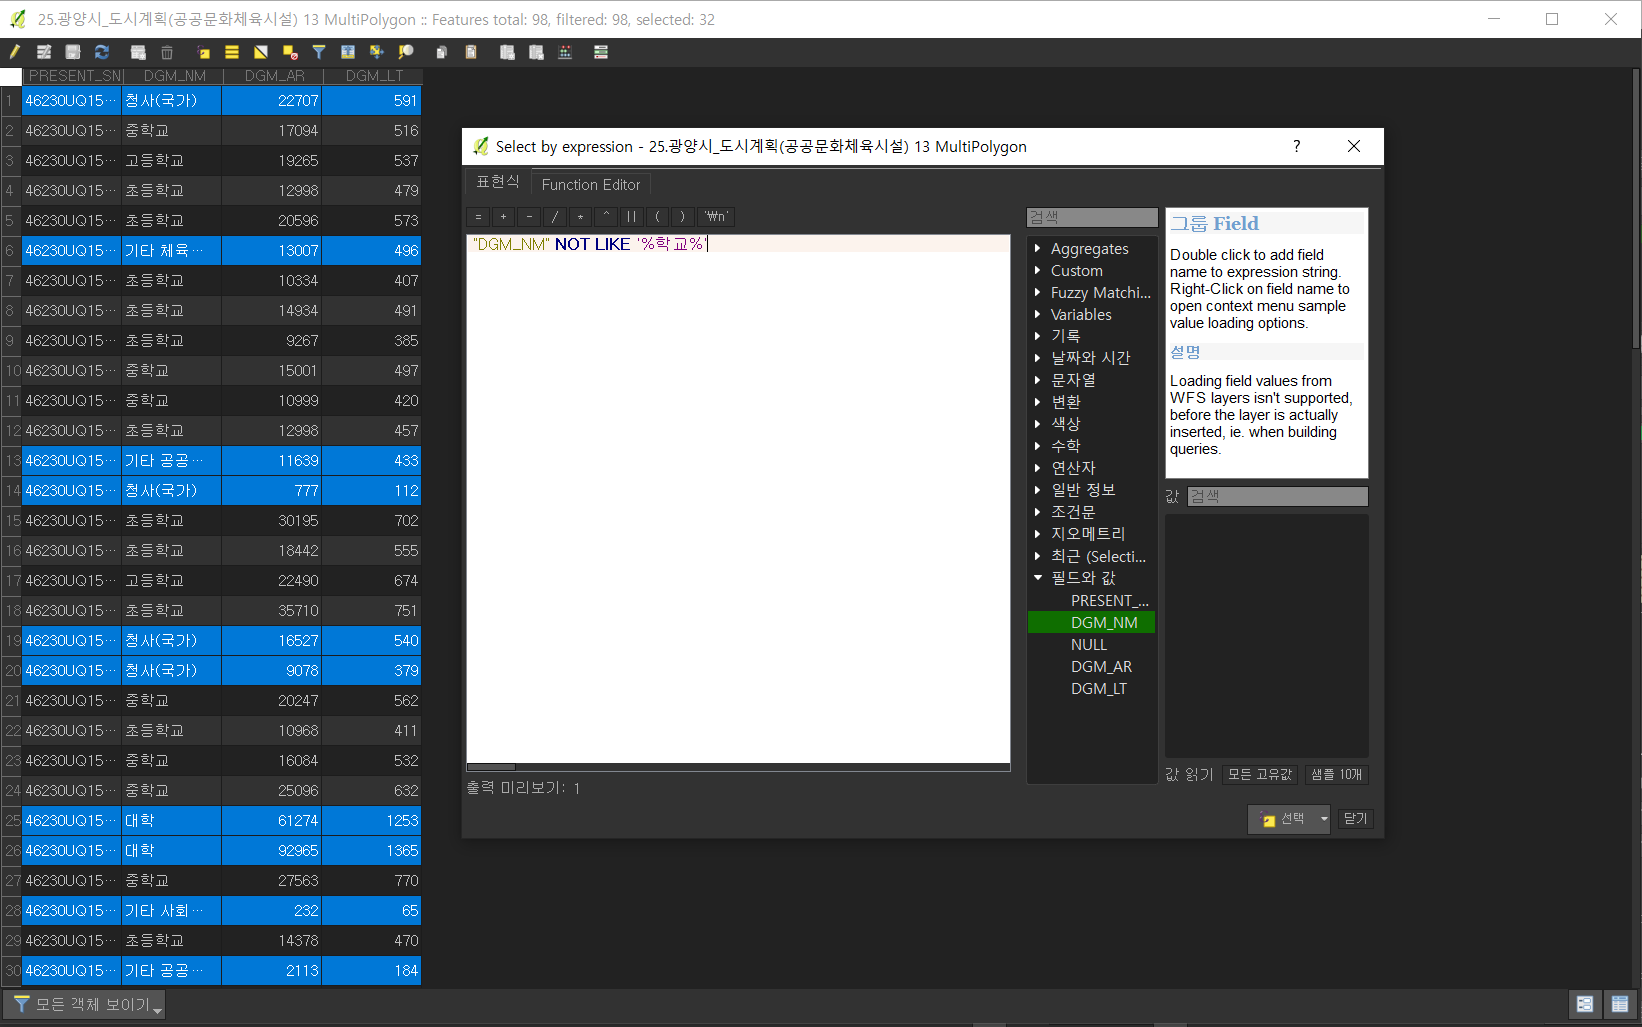 25.광양시_도시계획(공공문화체육시설) 13 MultiPolygon :: Features total: 98, filtered: 98, selected: 32
PRESENT_SN DGM_NM DGM_AR DGM_LT
1 46230UQ15… 청사(국가) 22707 591
2 46230UQ15… 중학교 17094 516
3 46230UQ15… 고등학교 19265 537
4 46230UQ15… 초등학교 12998 479
5 46230UQ15… 초등학교 20596 573
6 46230UQ15… 기타 체육… 13007 496
7 46230UQ15… 초등학교 10334 407
8 46230UQ15… 초등학교 14934 491
9 46230UQ15… 초등학교 9267 385
10 46230UQ15… 중학교 15001 497
11 46230UQ15… 중학교 10999 420
12 46230UQ15… 초등학교 12998 457
13 46230UQ15… 기타 공공… 11639 433
14 46230UQ15… 청사(국가) 777 112
15 46230UQ15… 초등학교 30195 702
16 46230UQ15… 초등학교 18442 555
17 46230UQ15… 고등학교 22490 674
18 46230UQ15… 초등학교 35710 751
19 46230UQ15… 청사(국가) 16527 540
20 46230UQ15… 청사(국가) 9078 379
21 46230UQ15… 중학교 20247 562
22 46230UQ15… 초등학교 10968 411
23 46230UQ15… 중학교 16084 532
24 46230UQ15… 중학교 25096 632
25 46230UQ15… 대학 61274 1253
26 46230UQ15… 대학 92965 1365
27 46230UQ15… 중학교 27563 770
28 46230UQ15… 기타 사회… 232 65
29 46230UQ15… 초등학교 14378 470
30 46230UQ15… 기타 공공… 2113 184
모든 객체 보이기
Select by expression - 25.광양시_도시계획(공공문화체육시설) 13 MultiPolygon ?
표현식 Function Editor
= + - / * ^ || ( ) '₩n'
"DGM_NM" NOT LIKE '%학교%'
출력 미리보기: 1
검색
Aggregates
Custom
Fuzzy Matchi...
Variables
기록
날짜와 시간
문자열
변환
색상
수학
연산자
일반 정보
조건문
지오메트리
최근 (Selecti...
필드와 값
PRESENT_...
DGM_NM
NULL
DGM_AR
DGM_LT
그룹 Field
Double click to add field
name to expression string.
Right-Click on field name to
open context menu sample
value loading options.
설명
Loading field values from
WFS layers isn't supported,
before the layer is actually
inserted, ie. when building
queries.
값 검색
값 읽기 모든 고유값 샘플 10개
선택 닫기